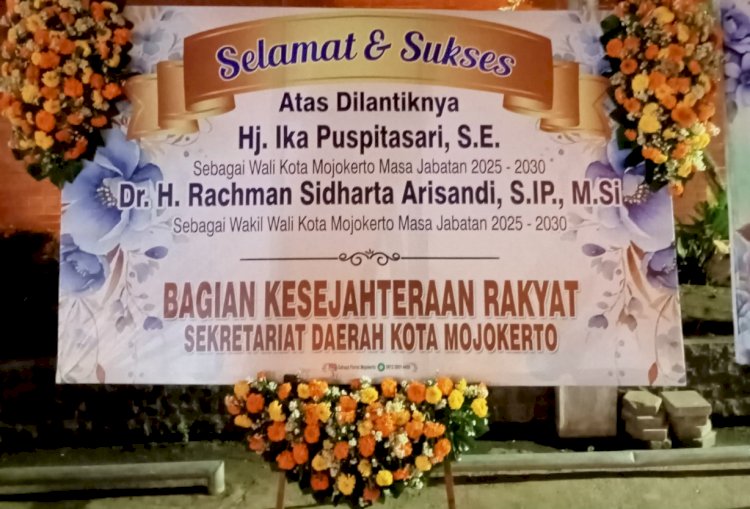 Selamat & Sukses
Atas Dilantiknya
Hj. Ika Puspitasari, S.E.
Sebagai Wali Kota Mojokerto Masa Jabatan 2025 - 2030
Dr. H. Rachman Sidharta Arisandi, S.IP., M.Si
Sebagai Wakil Wali Kota Mojokerto Masa Jabatan 2025 - 2030
BAGIAN KESEJAHTERAAN RAKYAT
SEKRETARIAT DAERAH KOTA MOJOKERTO